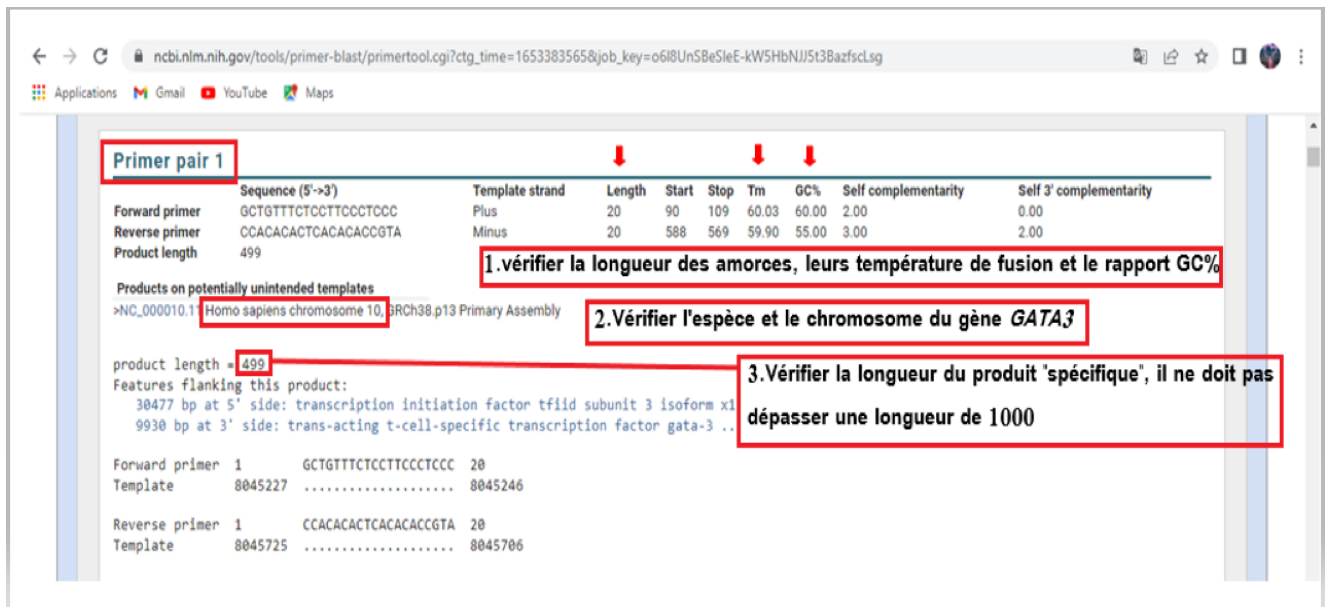 ncbi.nlm.nih.gov/tools/primer-blast/primertool.cgi?ctg_time=1653383565&job_key=o6I8UnSBeSleE-kW5HbNJJ5t3BazfscLsg
Applications Gmail YouTube Maps
Primer pair 1
Sequence (5'->3') Template strand Length Start Stop Tm GC% Self complementarity Self 3' complementarity
Forward primer GCTGTTTCTCCTTCCCTCCC Plus 20 90 109 60.03 60.00 2.00 0.00
Reverse primer CCACACACTCACACACCGTA Minus 20 588 569 59.90 55.00 3.00 2.00
Product length 499
1.vérifier la longueur des amorces, leurs température de fusion et le rapport GC%
Products on potentially unintended templates
>NC_000010.11 Homo sapiens chromosome 10, GRCh38.p13 Primary Assembly
2.Vérifier l'espèce et le chromosome du gène GATA3
product length = 499
Features flanking this product:
30477 bp at 5' side: transcription initiation factor tfiid subunit 3 isoform x1
9930 bp at 3' side: trans-acting t-cell-specific transcription factor gata-3 ..
3.Vérifier la longueur du produit "spécifique", il ne doit pas
dépasser une longueur de 1000
Forward primer 1 GCTGTTTCTCCTTCCCTCCC 20
Template 8045227 .................... 8045246
Reverse primer 1 CCACACACTCACACACCGTA 20
Template 8045725 .................... 8045706